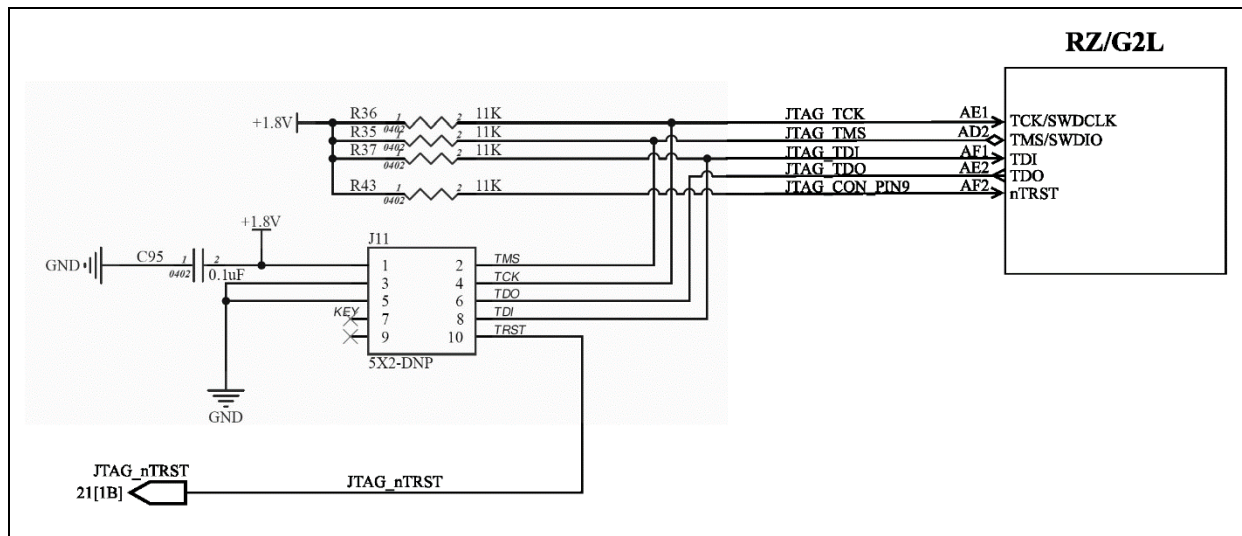 RZ/G2L
+1.8V
R36 1 0402 2 11K JTAG_TCK AE1 TCK/SWDCLK
R35 1 2 11K JTAG_TMS AD2 TMS/SWDIO
R37 1 0402 2 11K JTAG_TDI AF1 TDI
JTAG_TDO AE2 TDO
R43 1 0402 2 11K JTAG_CON_PIN9 AF2 nTRST
+1.8V
J11
GND C95 1 0402 2 0.1uF 1 2 TMS
3 4 TCK
5 6 TDO
KEY 7 8 TDI
9 10 TRST
5X2-DNP
GND
JTAG_nTRST
21[1B] JTAG_nTRST